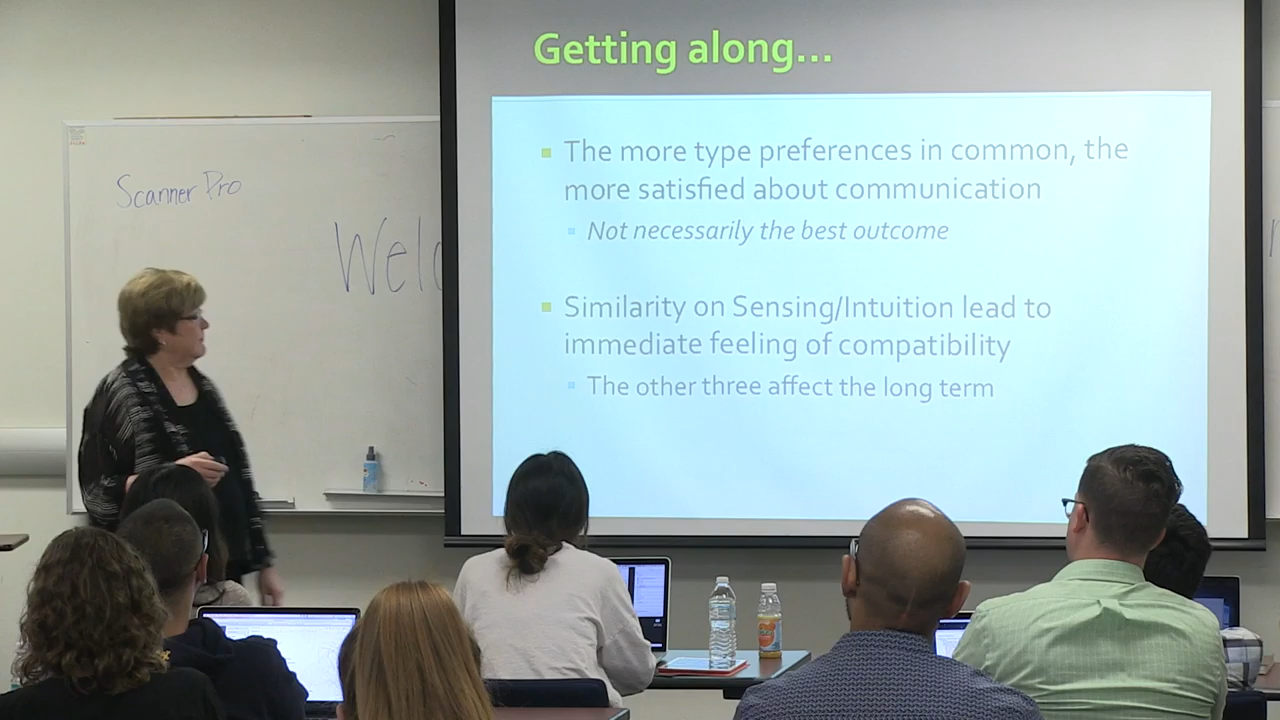 Getting along...
The more type preferences in common, the
more satisfied about communication
Not necessarily the best outcome
Similarity on Sensing/Intuition lead to
immediate feeling of compatibility
The other three affect the long term
Scanner Pro
Welc